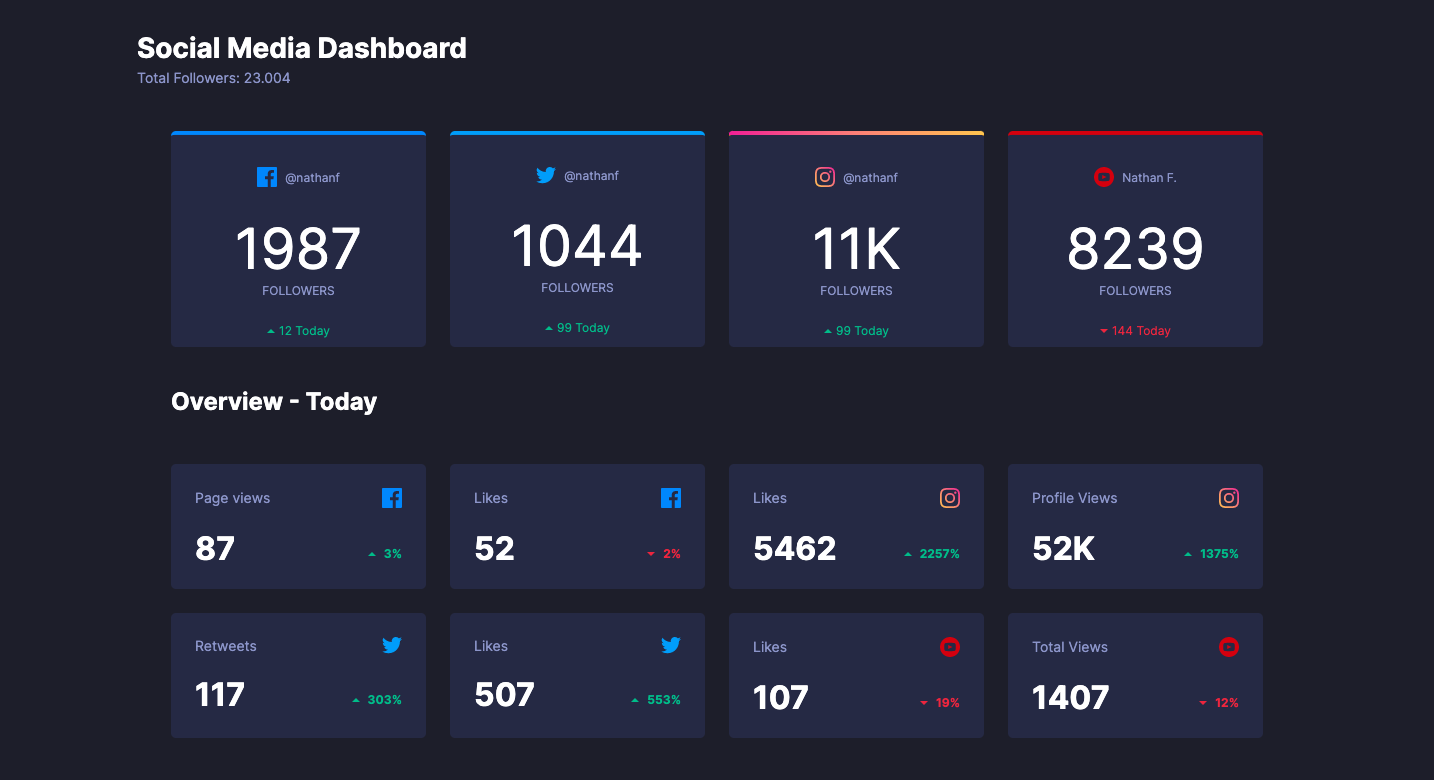 Social Media Dashboard
Total Followers: 23.004
@nathanf
1987
FOLLOWERS
12 Today
@nathanf
1044
FOLLOWERS
99 Today
@nathanf
11K
FOLLOWERS
99 Today
Nathan F.
8239
FOLLOWERS
144 Today
Overview - Today
Page views
87
3%
Likes
52
2%
Likes
5462
2257%
Profile Views
52K
1375%
Retweets
117
303%
Likes
507
553%
Likes
107
19%
Total Views
1407
12%